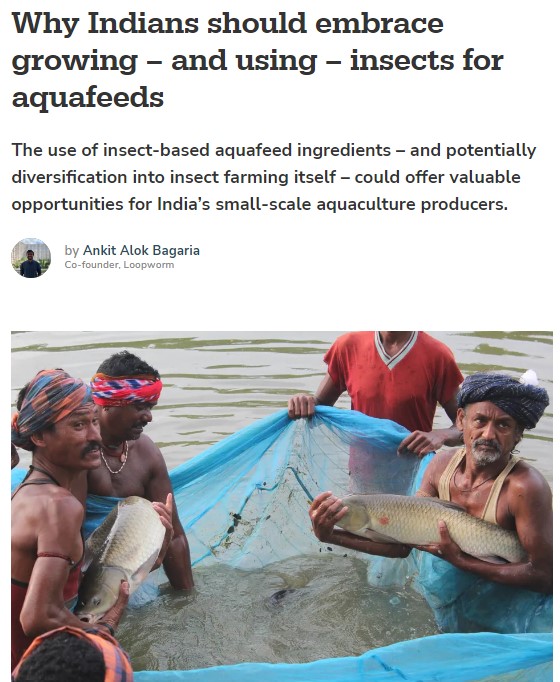 Why Indians should embrace
growing – and using – insects for
aquafeeds
The use of insect-based aquafeed ingredients – and potentially
diversification into insect farming itself – could offer valuable
opportunities for India’s small-scale aquaculture producers.
by Ankit Alok Bagaria
Co-founder, Loopworm